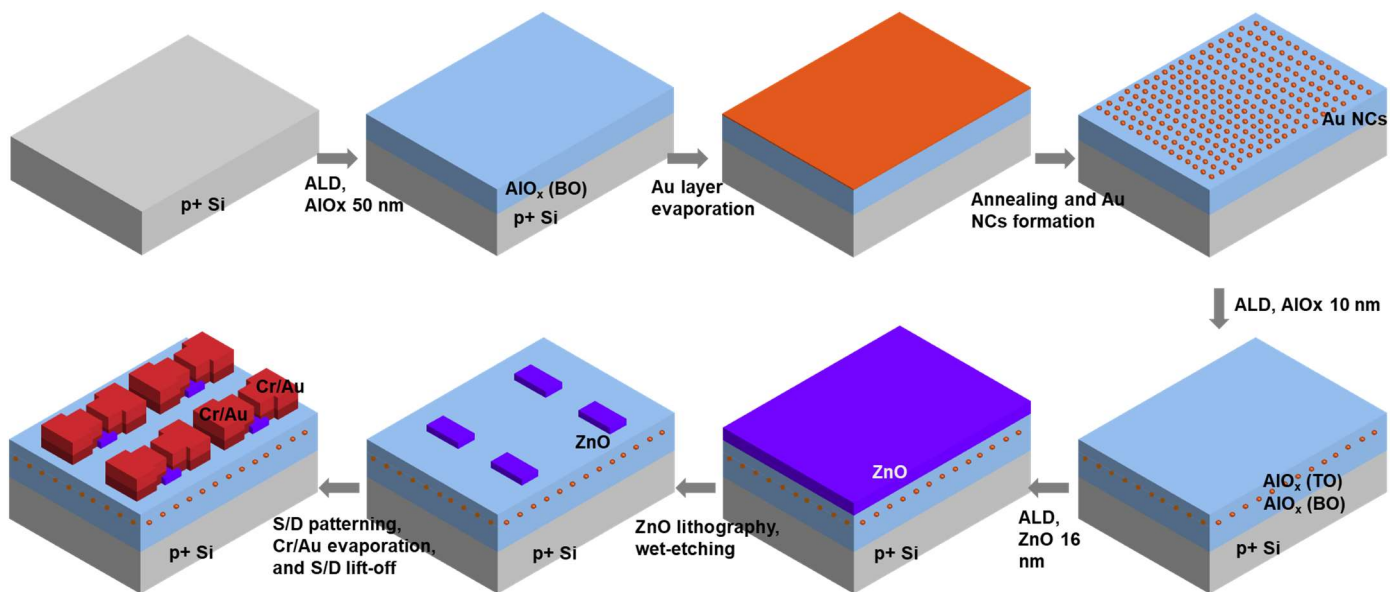 p+ Si
ALD,
AlOx 50 nm
AlOₓ (BO)
p+ Si
Au layer
evaporation
Annealing and Au
NCs formation
Au NCs
ALD, AlOx 10 nm
AlOₓ (TO)
AlOₓ (BO)
p+ Si
ALD,
ZnO 16
nm
ZnO
p+ Si
ZnO lithography,
wet-etching
ZnO
p+ Si
S/D patterning,
Cr/Au evaporation,
and S/D lift-off
Cr/Au
Cr/Au
p+ Si